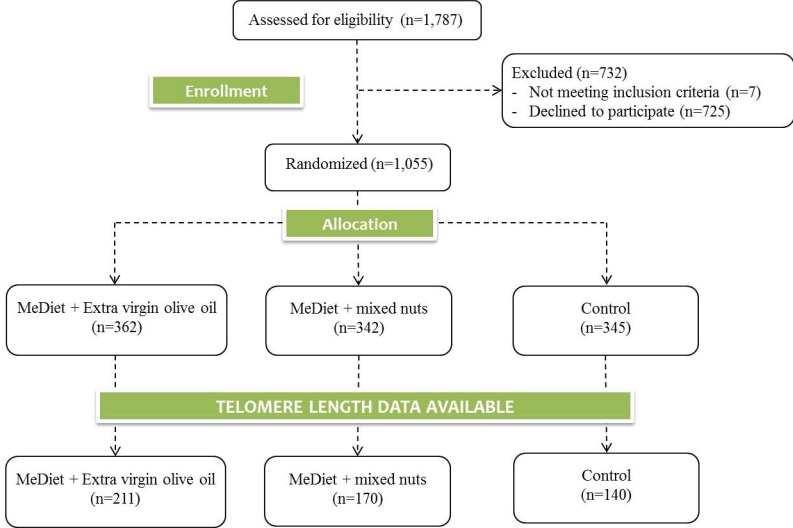 Assessed for eligibility (n=1,787)
Enrollment
Excluded (n=732)
- Not meeting inclusion criteria (n=7)
- Declined to participate (n=725)
Randomized (n=1,055)
Allocation
MeDiet + Extra virgin olive oil
(n=362)
MeDiet + mixed nuts
(n=342)
Control
(n=345)
TELOMERE LENGTH DATA AVAILABLE
MeDiet + Extra virgin olive oil
(n=211)
MeDiet + mixed nuts
(n=170)
Control
(n=140)